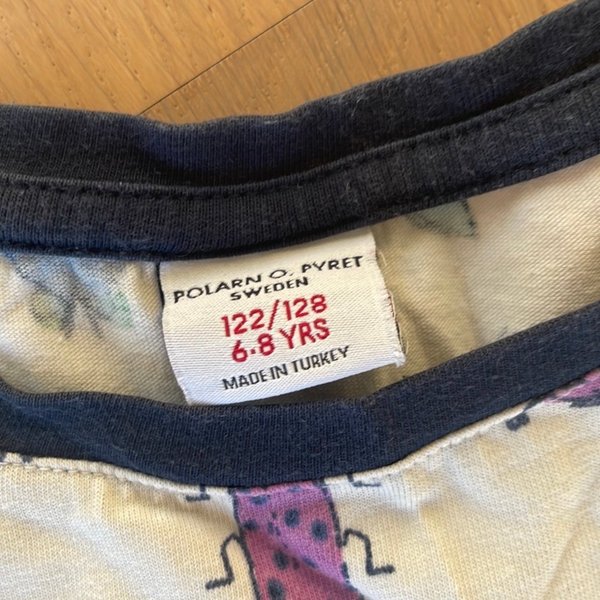 POLARN O. PYRET
SWEDEN
122/128
6-8 YRS
MADE IN TURKEY